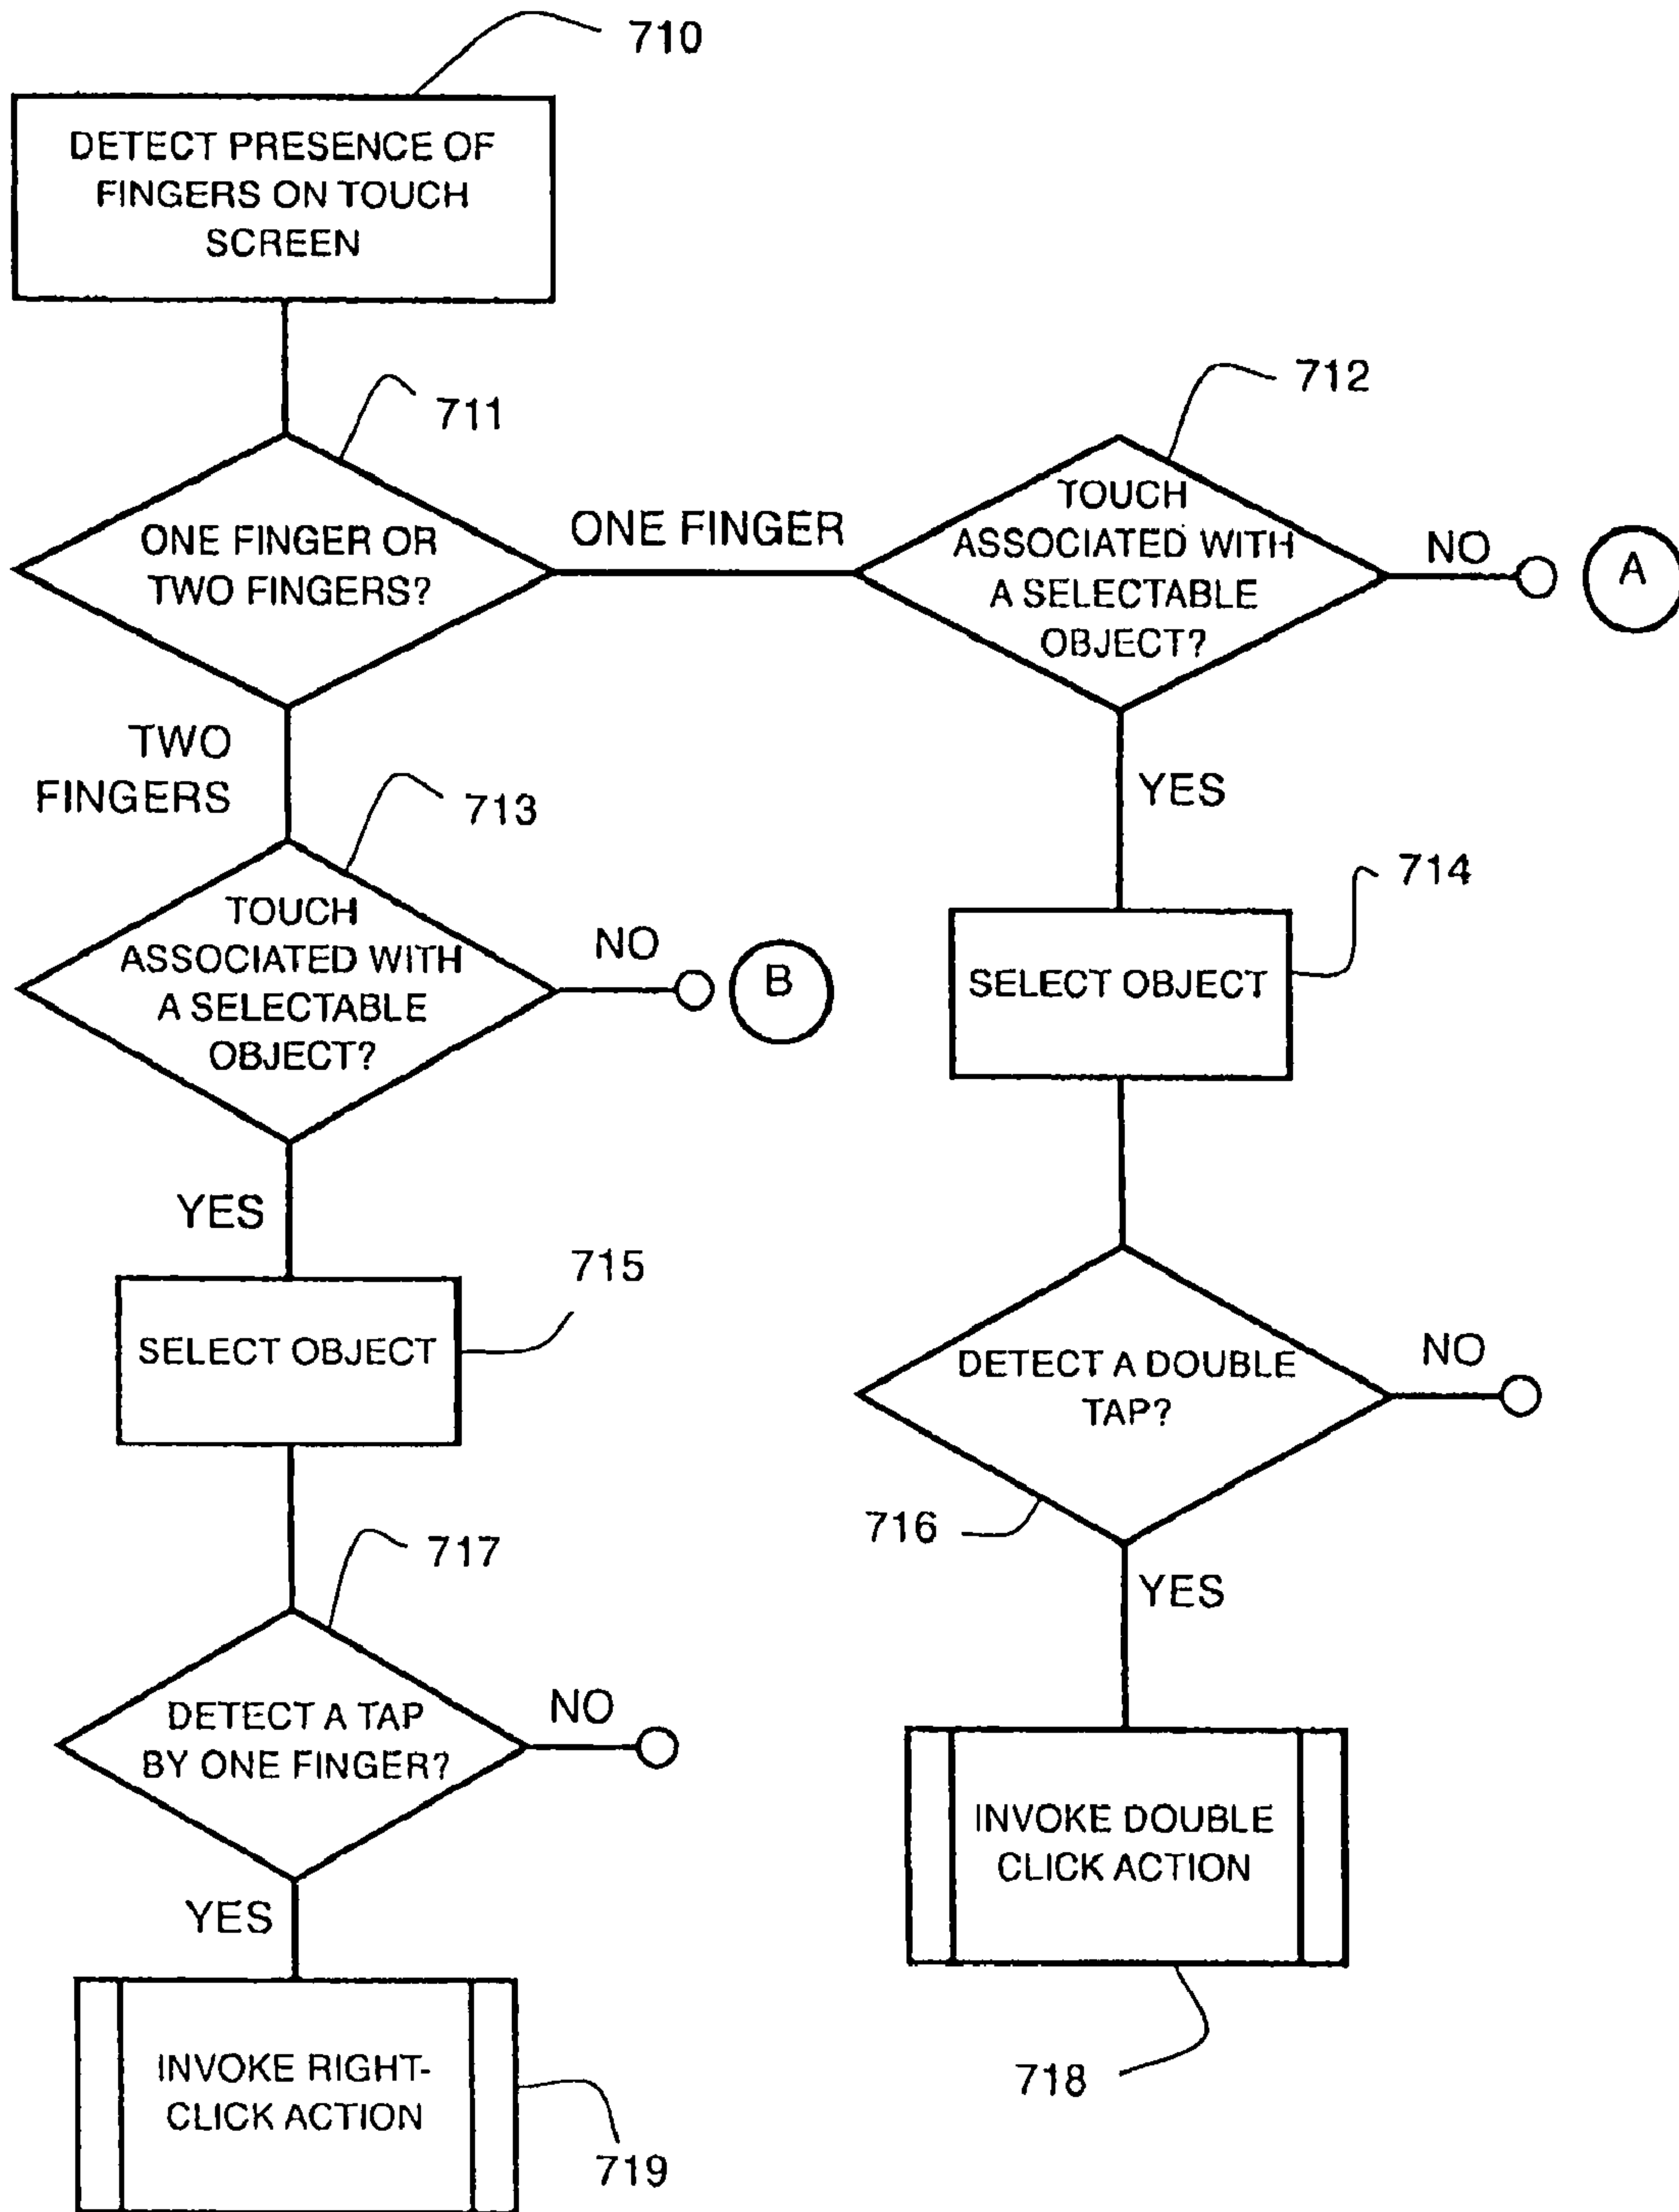 710
DETECT PRESENCE OF
FINGERS ON TOUCH
SCREEN
711
ONE FINGER OR
TWO FINGERS?
ONE FINGER
712
TOUCH
ASSOCIATED WITH
A SELECTABLE
OBJECT?
NO
A
TWO
FINGERS
YES
713
TOUCH
ASSOCIATED WITH
A SELECTABLE
OBJECT?
NO
B
714
SELECT OBJECT
YES
715
SELECT OBJECT
DETECT A DOUBLE
TAP?
NO
716
YES
717
DETECT A TAP
BY ONE FINGER?
NO
INVOKE DOUBLE
CLICK ACTION
718
YES
INVOKE RIGHT-
CLICK ACTION
719